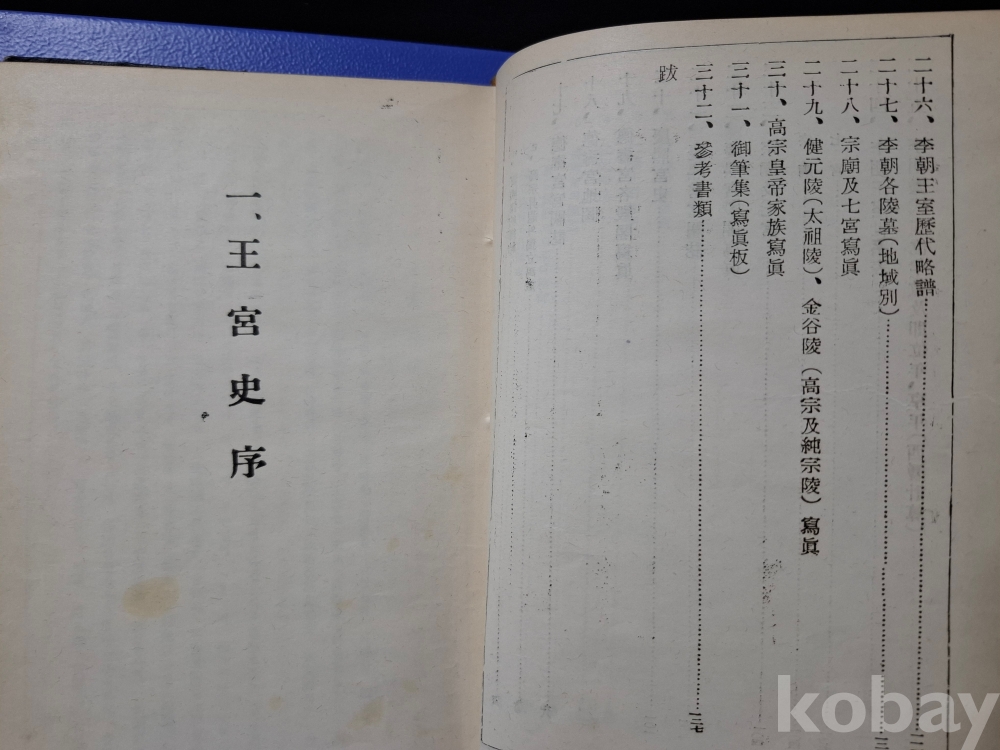 二十六、李朝王室歷代略譜
二十七、李朝各陵墓(地域別)
二十八、宗廟及七宮寫眞
二十九、健元陵(太祖陵)、金谷陵(高宗及純宗陵)寫眞
三十、高宗皇帝家族寫眞
三十一、御筆集(寫眞板)
三十二、參考書類
跋
一、王宮史序
kobay